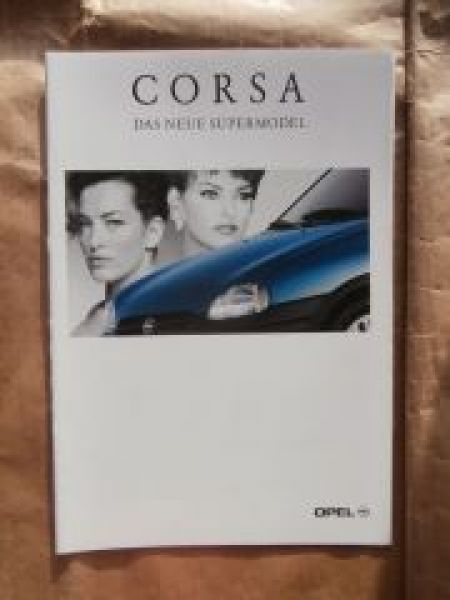 CORSA
DAS NEUE SUPERMODEL.
OPEL